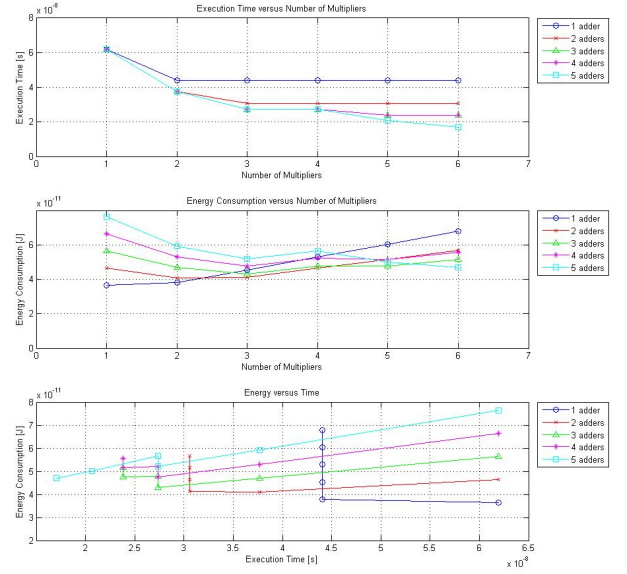 Execution Time versus Number of Multipliers
x 10⁻⁸
8
6
4
2
0
Execution Time [s]
0 1 2 3 4 5 6 7
Number of Multipliers
1 adder
2 adders
3 adders
4 adders
5 adders
Energy Consumption versus Number of Multipliers
x 10⁻¹¹
6
4
2
0
Energy Consumption [J]
0 1 2 3 4 5 6 7
Number of Multipliers
1 adder
2 adders
3 adders
4 adders
5 adders
Energy versus Time
x 10⁻¹¹
8
7
6
5
4
3
2
Energy Consumption [J]
2 2.5 3 3.5 4 4.5 5 5.5 6 6.5
Execution Time [s]
x 10⁻⁸
1 adder
2 adders
3 adders
4 adders
5 adders